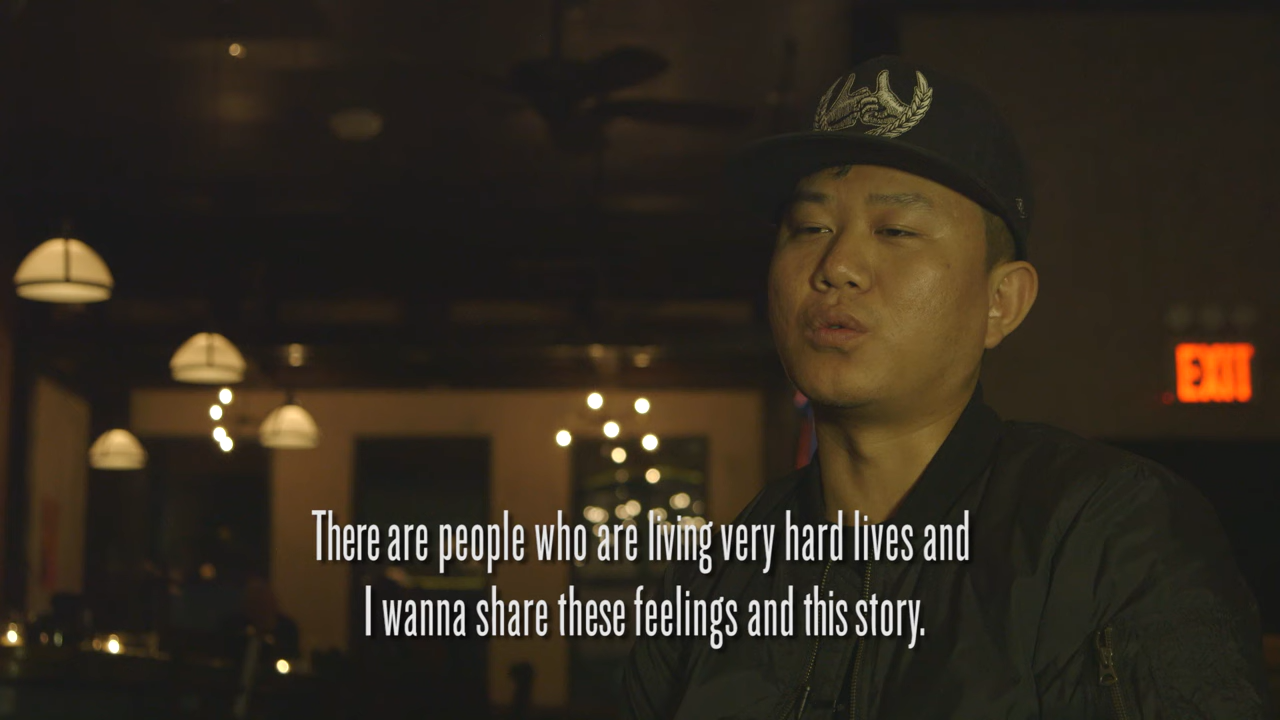 EXIT
There are people who are living very hard lives and
I wanna share these feelings and this story.